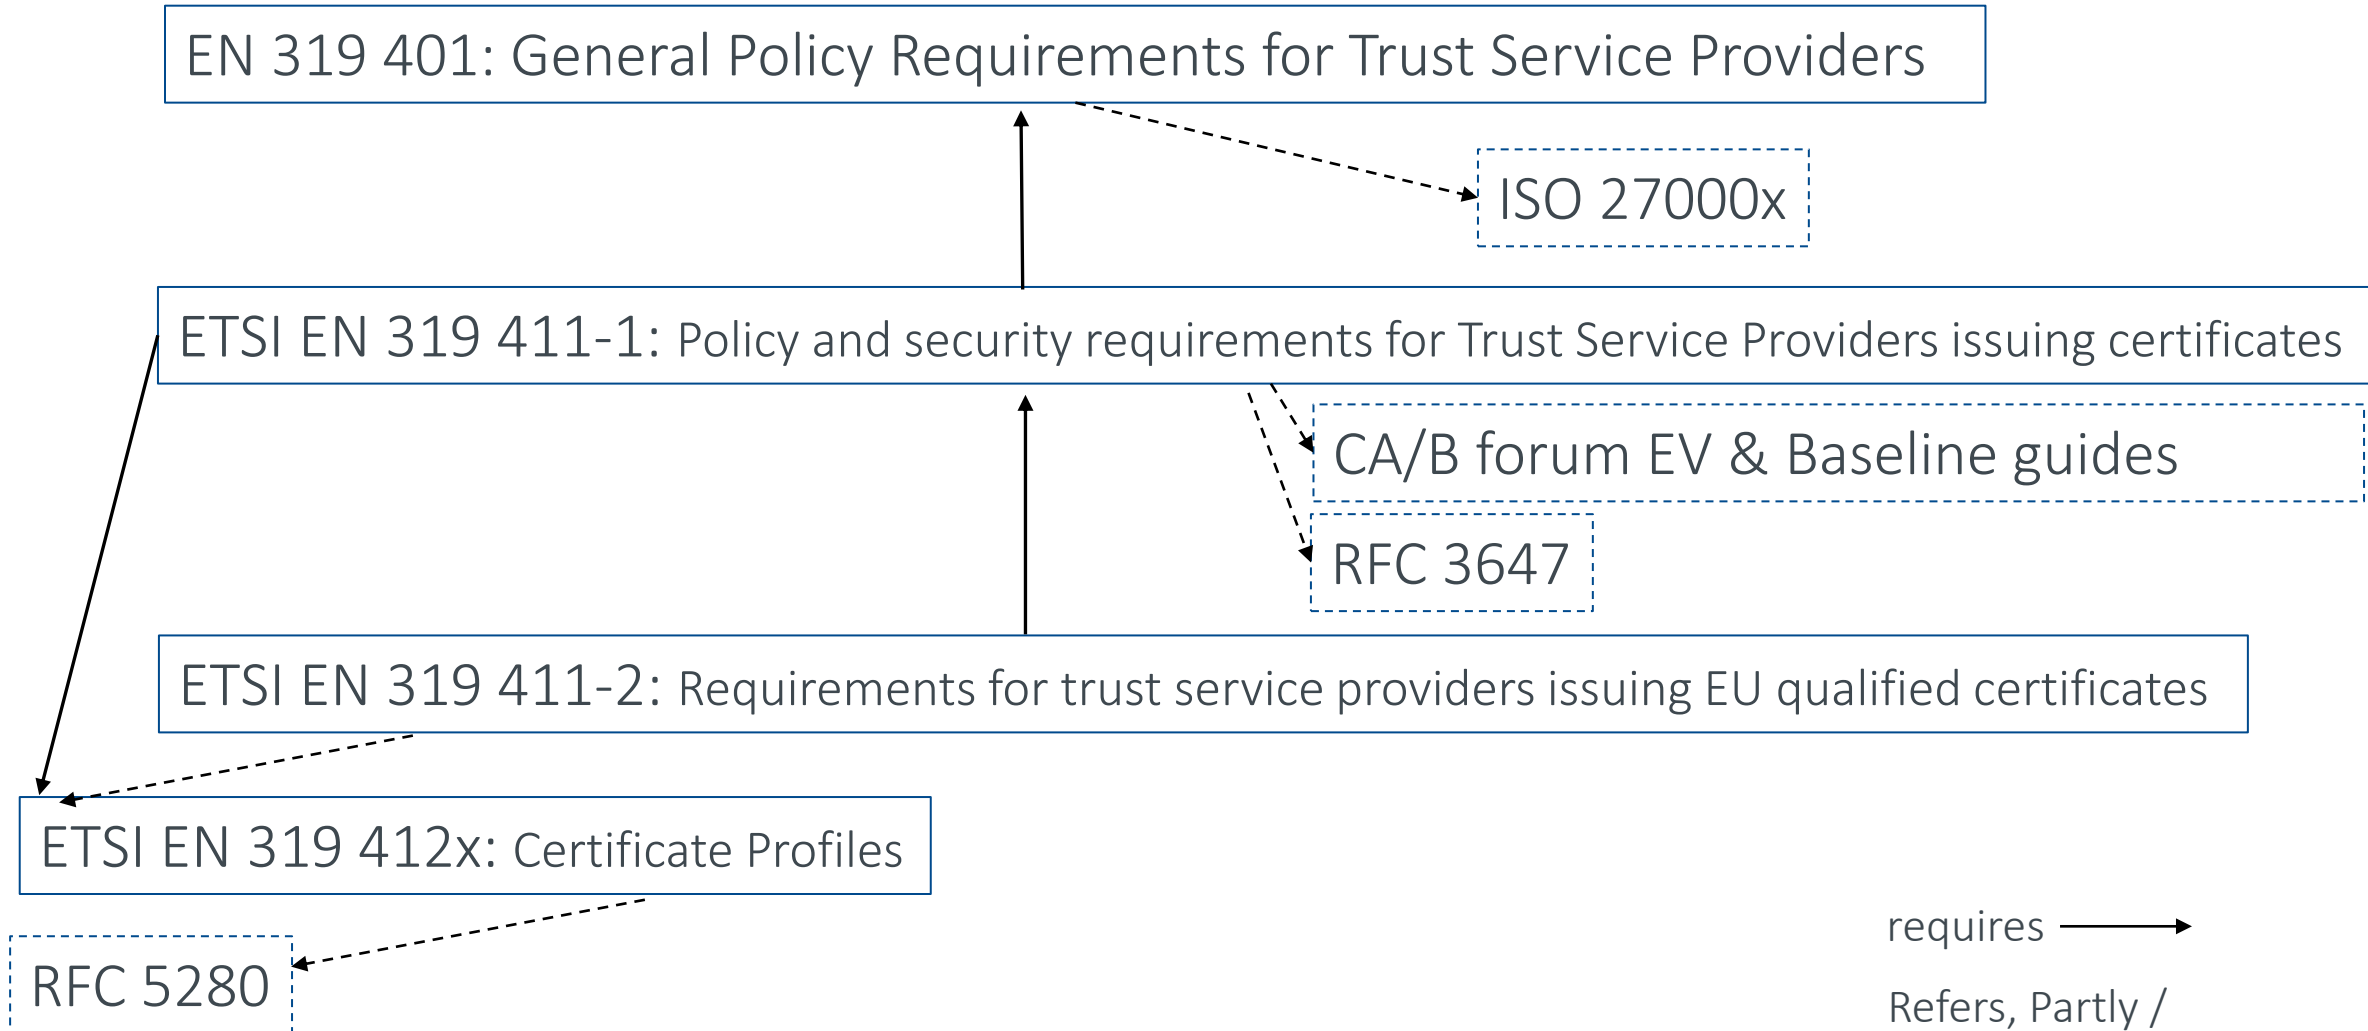 EN 319 401: General Policy Requirements for Trust Service Providers
ISO 27000x
ETSI EN 319 411-1: Policy and security requirements for Trust Service Providers issuing certificates
CA/B forum EV & Baseline guides
RFC 3647
ETSI EN 319 411-2: Requirements for trust service providers issuing EU qualified certificates
ETSI EN 319 412x: Certificate Profiles
RFC 5280
requires
Refers, Partly /